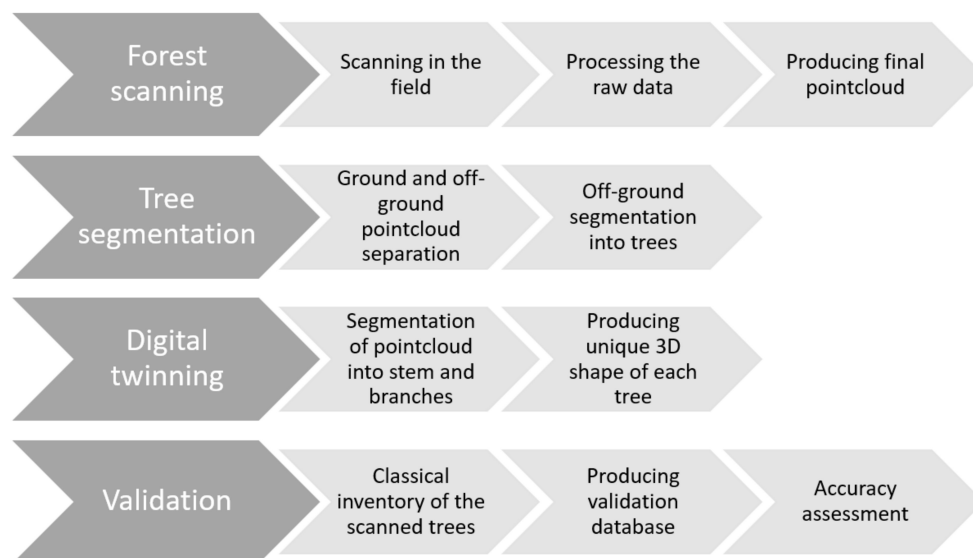 Forest
scanning
Scanning in the
field
Processing the
raw data
Producing final
pointcloud
Tree
segmentation
Ground and off-
ground
pointcloud
separation
Off-ground
segmentation
into trees
Digital
twinning
Segmentation
of pointcloud
into stem and
branches
Producing
unique 3D
shape of each
tree
Validation
Classical
inventory of the
scanned trees
Producing
validation
database
Accuracy
assessment